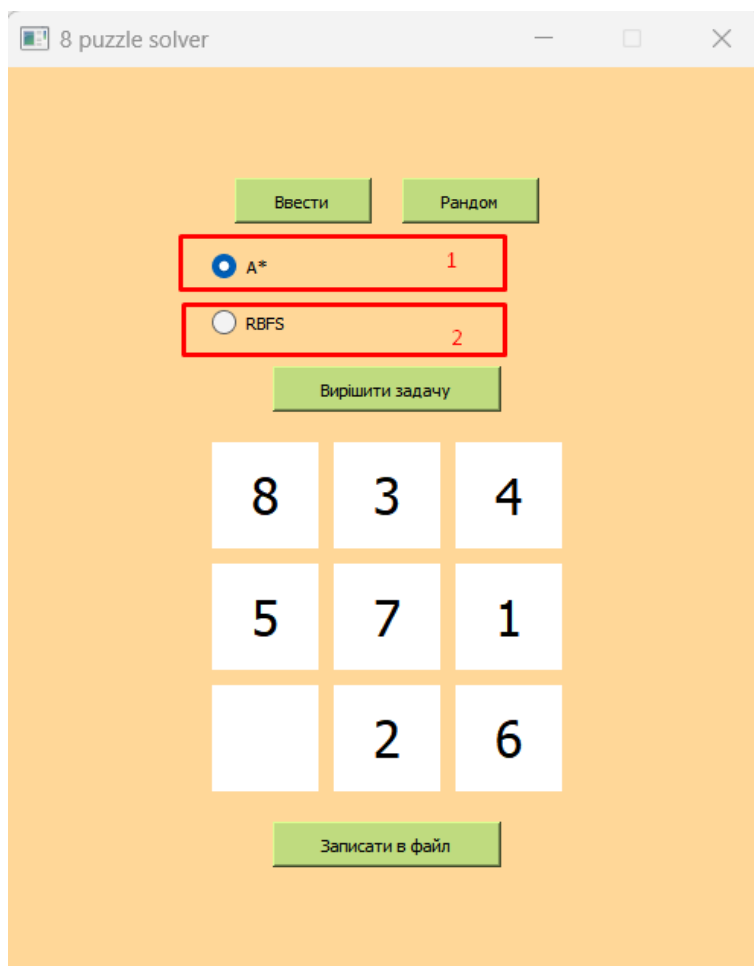 8 puzzle solver
Ввести Рандом
A* 1
RBFS 2
Вирішити задачу
8 3 4
5 7 1
2 6
Записати в файл